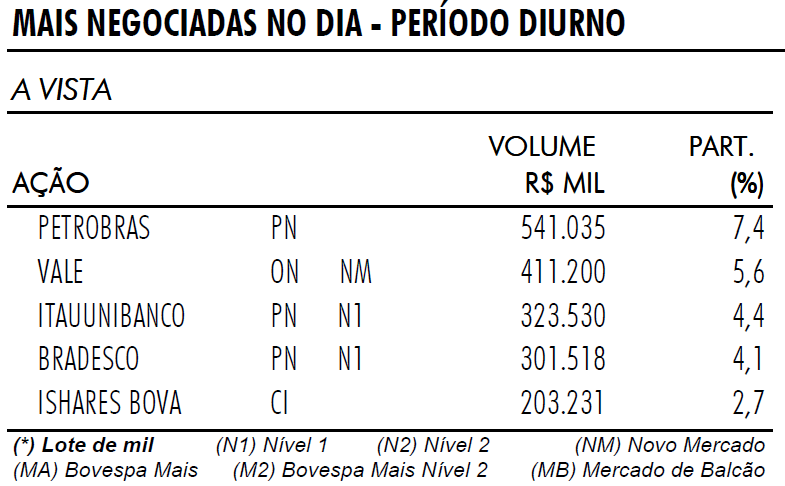 MAIS NEGOCIADAS NO DIA - PERÍODO DIURNO
A VISTA
VOLUME PART.
AÇÃO R$ MIL (%)
PETROBRAS PN 541.035 7,4
VALE ON NM 411.200 5,6
ITAUUNIBANCO PN N1 323.530 4,4
BRADESCO PN N1 301.518 4,1
ISHARES BOVA CI 203.231 2,7
(*) Lote de mil (N1) Nível 1 (N2) Nível 2 (NM) Novo Mercado
(MA) Bovespa Mais (M2) Bovespa Mais Nível 2 (MB) Mercado de Balcão